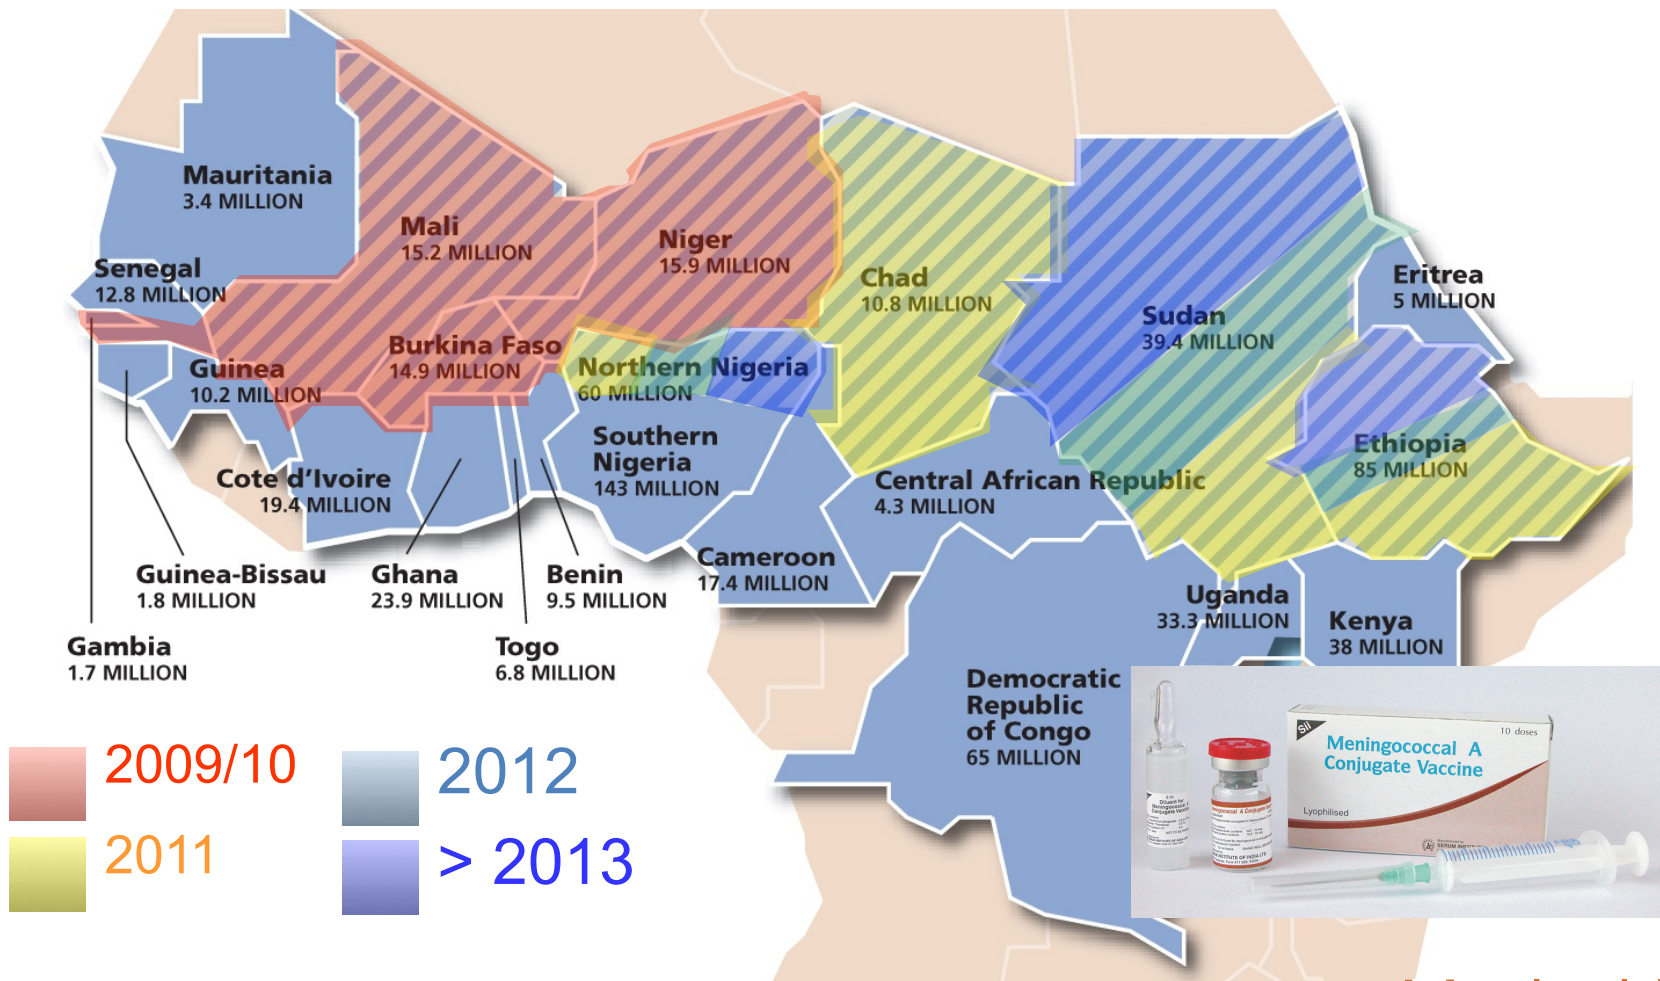 Mauritania
3.4 MILLION
Mali
15.2 MILLION
Niger
15.9 MILLION
Chad
10.8 MILLION
Senegal
12.8 MILLION
Sudan
39.4 MILLION
Eritrea
5 MILLION
Guinea
10.2 MILLION
Burkina Faso
14.9 MILLION
Northern Nigeria
60 MILLION
Ethiopia
85 MILLION
Southern
Nigeria
143 MILLION
Cote d’Ivoire
19.4 MILLION
Central African Republic
4.3 MILLION
Guinea-Bissau
1.8 MILLION
Ghana
23.9 MILLION
Benin
9.5 MILLION
Cameroon
17.4 MILLION
Uganda
33.3 MILLION
Kenya
38 MILLION
Gambia
1.7 MILLION
Togo
6.8 MILLION
Democratic
Republic
of Congo
65 MILLION
2009/10
2012
2011
> 2013
Sii
10 doses
Meningococcal A
Conjugate Vaccine
Lyophilised